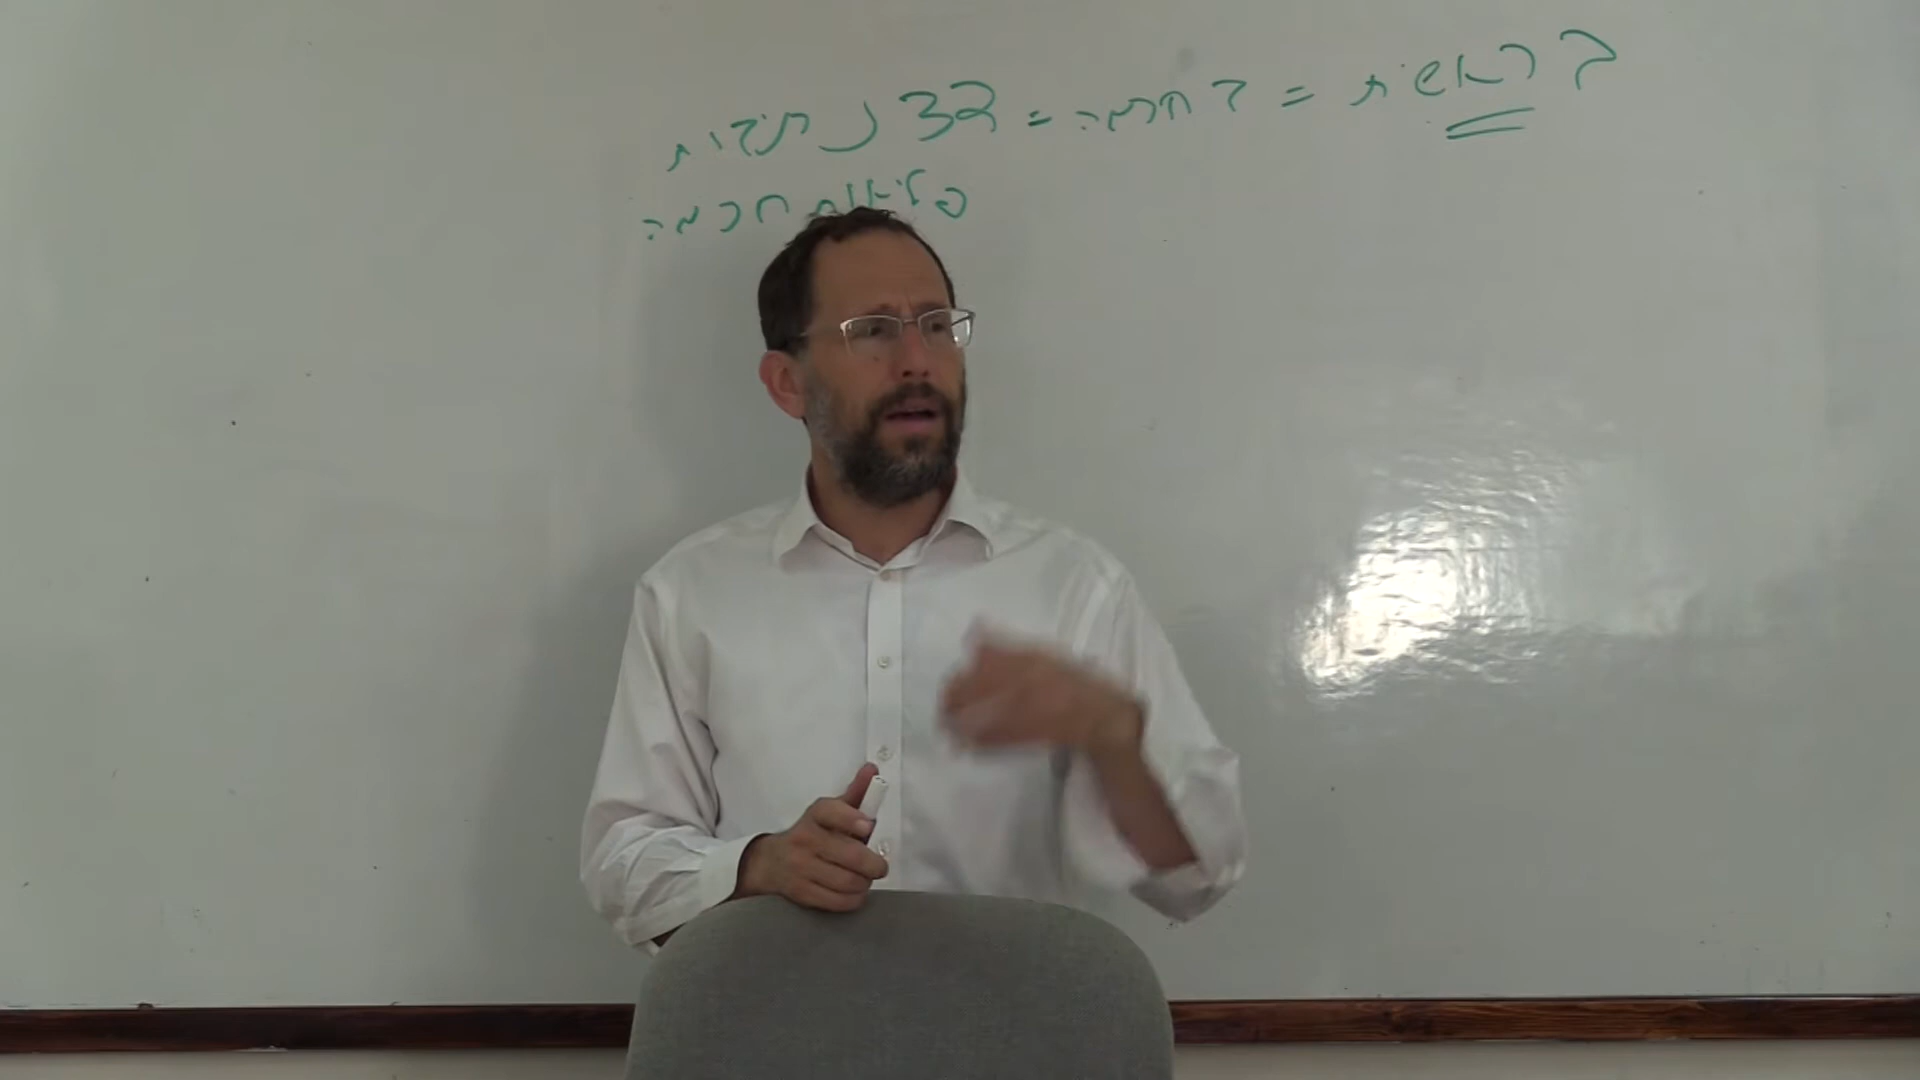 בראשית = בחכמה = 32 נתיבות
פליאות חכמה